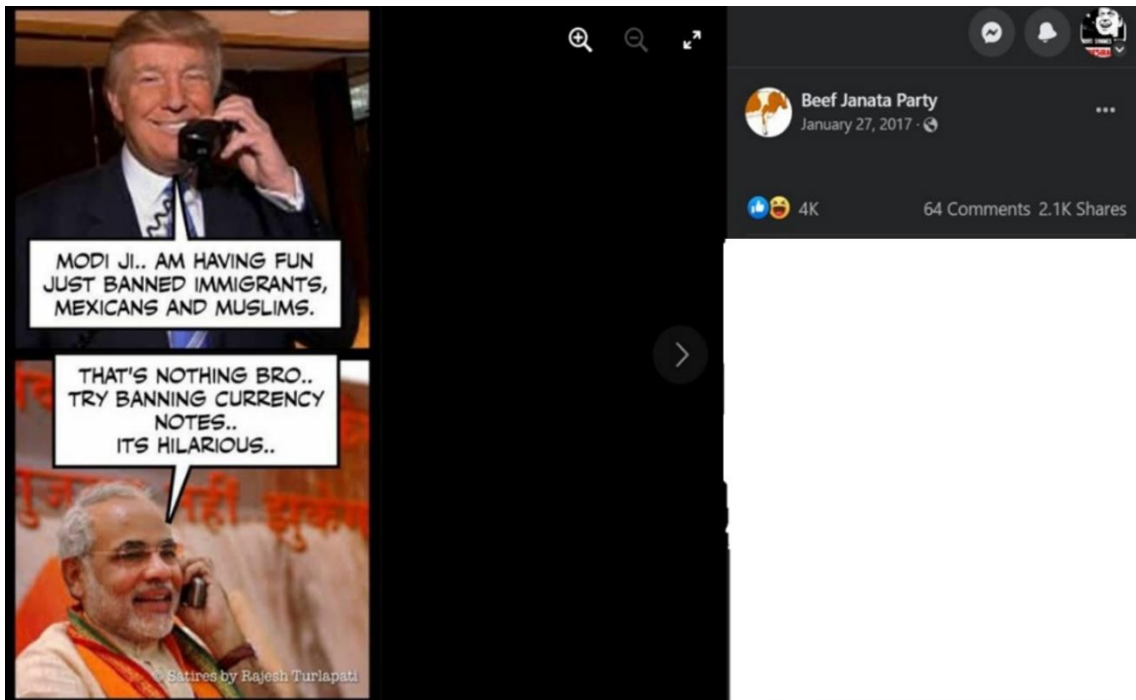 MODI JI.. AM HAVING FUN
JUST BANNED IMMIGRANTS,
MEXICANS AND MUSLIMS.
THAT'S NOTHING BRO..
TRY BANNING CURRENCY
NOTES..
ITS HILARIOUS..
नहीं झुकेगा
© Satires by Rajesh Turlapati
Beef Janata Party
January 27, 2017 ·
4K
64 Comments 2.1K Shares